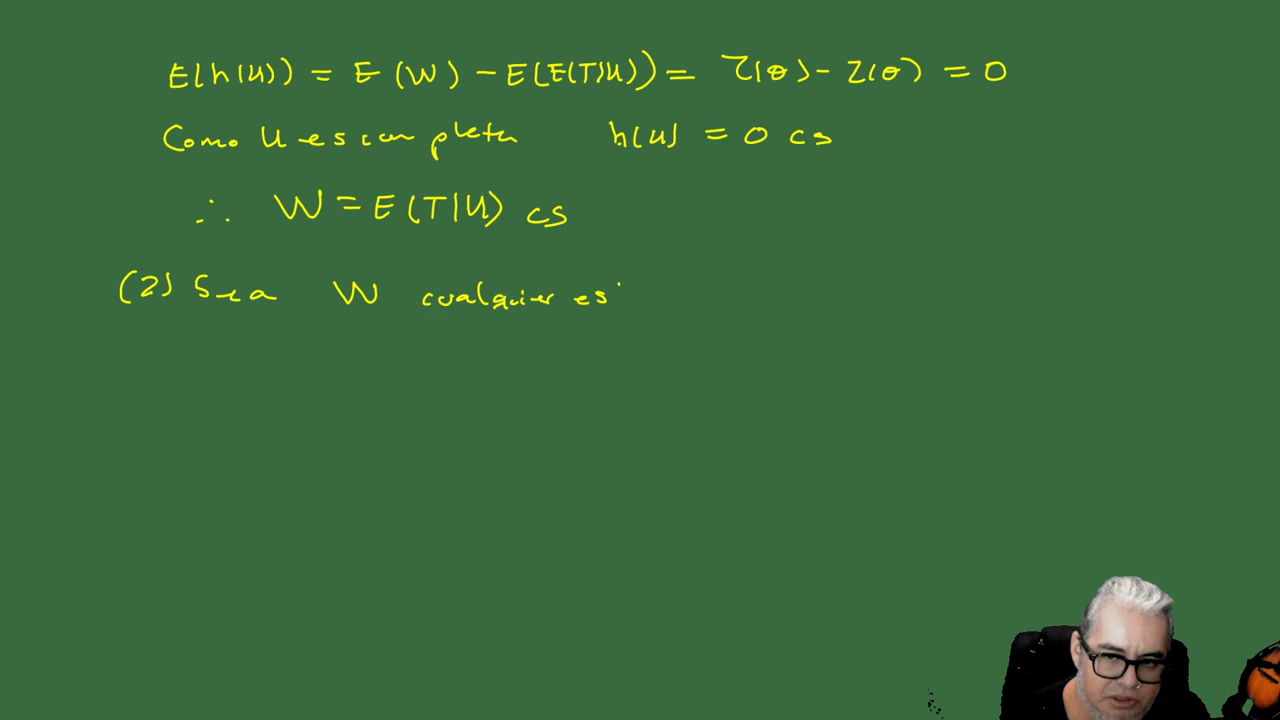 E(h(U)) = E(W) - E(E(T|U)) = τ(θ) - τ(θ) = 0
Como U es completa h(U) = 0 cs
∴ W = E(T|U) cs
(2) Sea W cualquier es